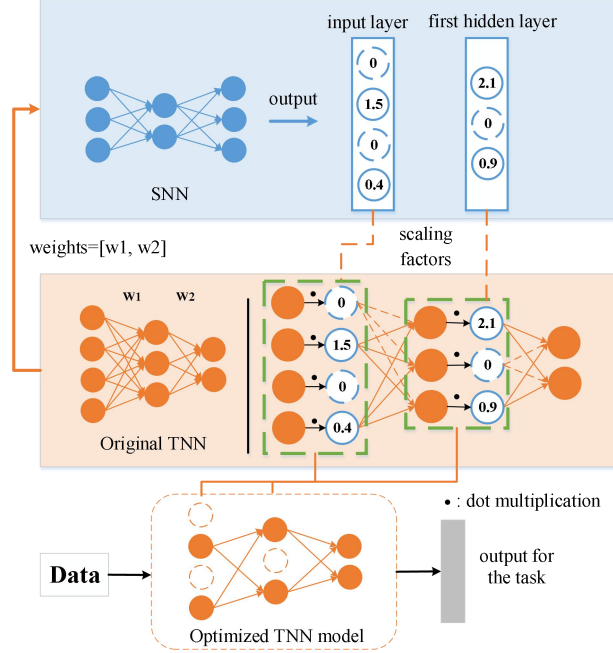 input layer
first hidden layer
0
1.5
0
0.4
2.1
0
0.9
output
SNN
scaling
factors
weights=[w1, w2]
W1
W2
0
1.5
0
0.4
2.1
0
0.9
Original TNN
• : dot multiplication
Data
output for
the task
Optimized TNN model